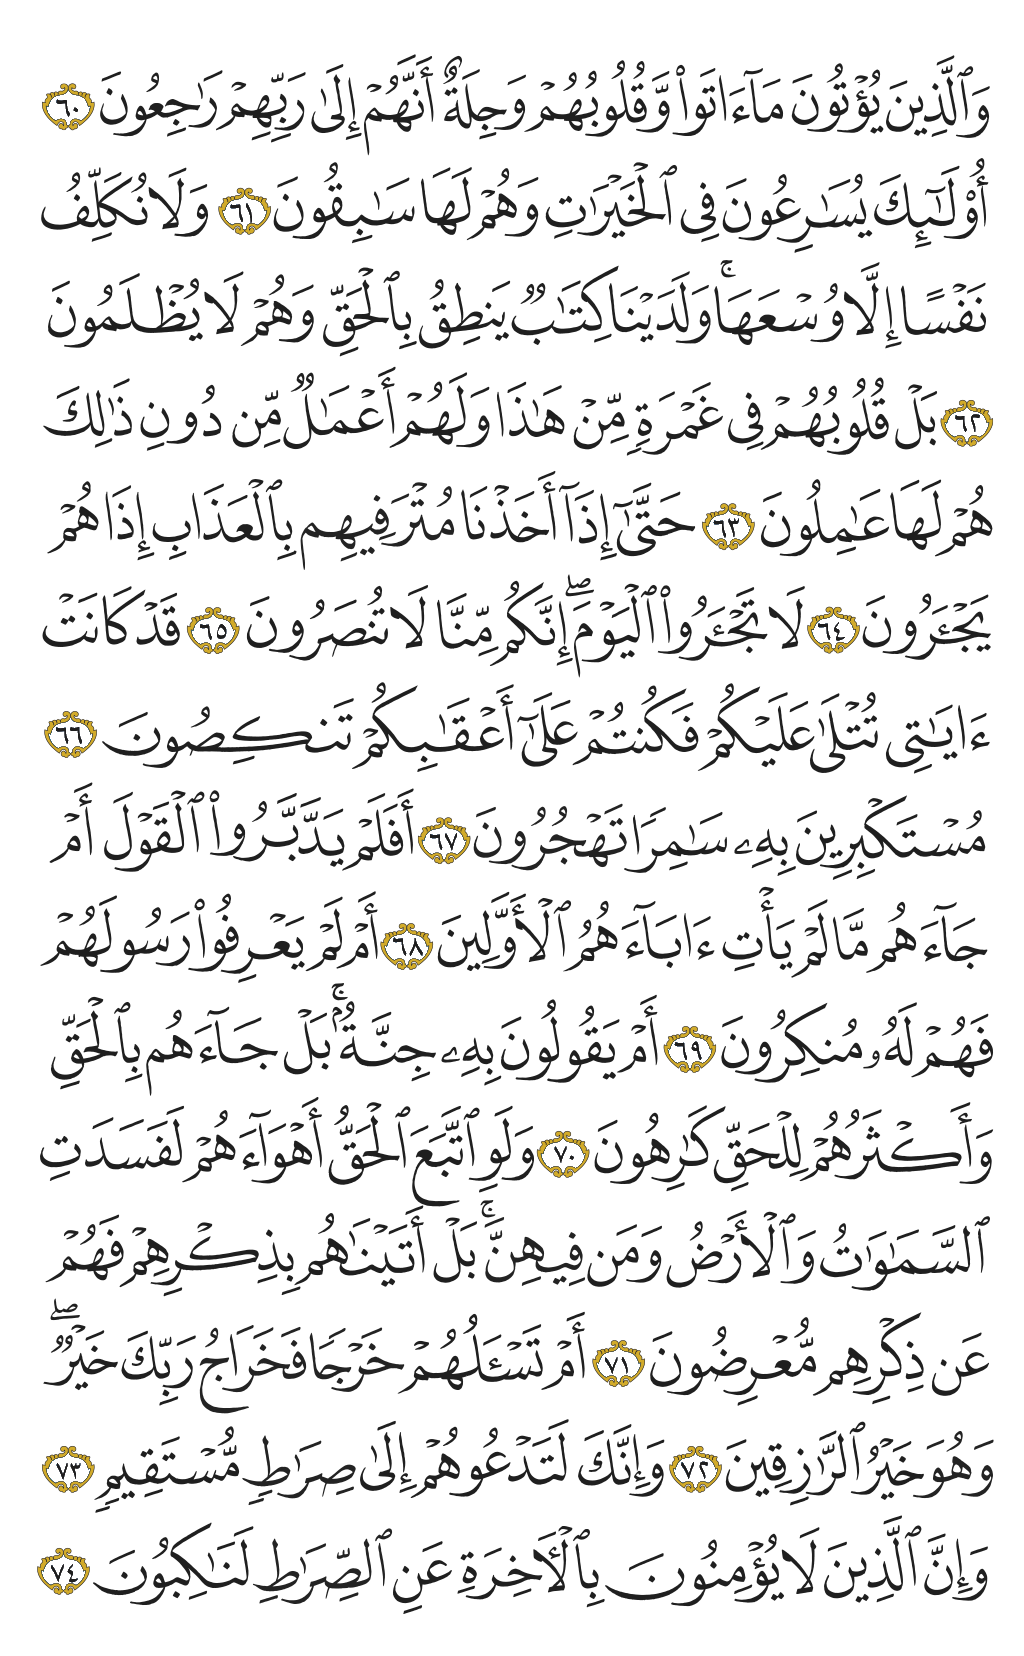 وَٱلَّذِينَ يُؤْتُونَ مَآ ءَاتَوا۟ وَّقُلُوبُهُمْ وَجِلَةٌ أَنَّهُمْ إِلَىٰ رَبِّهِمْ رَٰجِعُونَ ٦٠
أُو۟لَـٰٓئِكَ يُسَـٰرِعُونَ فِى ٱلْخَيْرَٰتِ وَهُمْ لَهَا سَـٰبِقُونَ ٦١ وَلَا نُكَلِّفُ
نَفْسًا إِلَّا وُسْعَهَا ۚ وَلَدَيْنَا كِتَـٰبٌ يَنطِقُ بِٱلْحَقِّ وَهُمْ لَا يُظْلَمُونَ
٦٢ بَلْ قُلُوبُهُمْ فِى غَمْرَةٍ مِّنْ هَـٰذَا وَلَهُمْ أَعْمَـٰلٌ مِّن دُونِ ذَٰلِكَ
هُمْ لَهَا عَـٰمِلُونَ ٦٣ حَتَّىٰٓ إِذَآ أَخَذْنَا مُتْرَفِيهِم بِٱلْعَذَابِ إِذَا هُمْ
يَجْـَٔرُونَ ٦٤ لَا تَجْـَٔرُوا۟ ٱلْيَوْمَ ۖ إِنَّكُم مِّنَّا لَا تُنصَرُونَ ٦٥ قَدْ كَانَتْ
ءَايَـٰتِى تُتْلَىٰ عَلَيْكُمْ فَكُنتُمْ عَلَىٰٓ أَعْقَـٰبِكُمْ تَنكِصُونَ ٦٦
مُسْتَكْبِرِينَ بِهِۦ سَـٰمِرًا تَهْجُرُونَ ٦٧ أَفَلَمْ يَدَّبَّرُوا۟ ٱلْقَوْلَ أَمْ
جَآءَهُم مَّا لَمْ يَأْتِ ءَابَآءَهُمُ ٱلْأَوَّلِينَ ٦٨ أَمْ لَمْ يَعْرِفُوا۟ رَسُولَهُمْ
فَهُمْ لَهُۥ مُنكِرُونَ ٦٩ أَمْ يَقُولُونَ بِهِۦ جِنَّةٌۢ ۚ بَلْ جَآءَهُم بِٱلْحَقِّ
وَأَكْثَرُهُمْ لِلْحَقِّ كَـٰرِهُونَ ٧٠ وَلَوِ ٱتَّبَعَ ٱلْحَقُّ أَهْوَآءَهُمْ لَفَسَدَتِ
ٱلسَّمَـٰوَٰتُ وَٱلْأَرْضُ وَمَن فِيهِنَّ ۚ بَلْ أَتَيْنَـٰهُم بِذِكْرِهِمْ فَهُمْ
عَن ذِكْرِهِم مُّعْرِضُونَ ٧١ أَمْ تَسْـَٔلُهُمْ خَرْجًا فَخَرَاجُ رَبِّكَ خَيْرٌ ۖ
وَهُوَ خَيْرُ ٱلرَّٰزِقِينَ ٧٢ وَإِنَّكَ لَتَدْعُوهُمْ إِلَىٰ صِرَٰطٍ مُّسْتَقِيمٍ ٧٣
وَإِنَّ ٱلَّذِينَ لَا يُؤْمِنُونَ بِٱلْـَٔاخِرَةِ عَنِ ٱلصِّرَٰطِ لَنَـٰكِبُونَ ٧٤